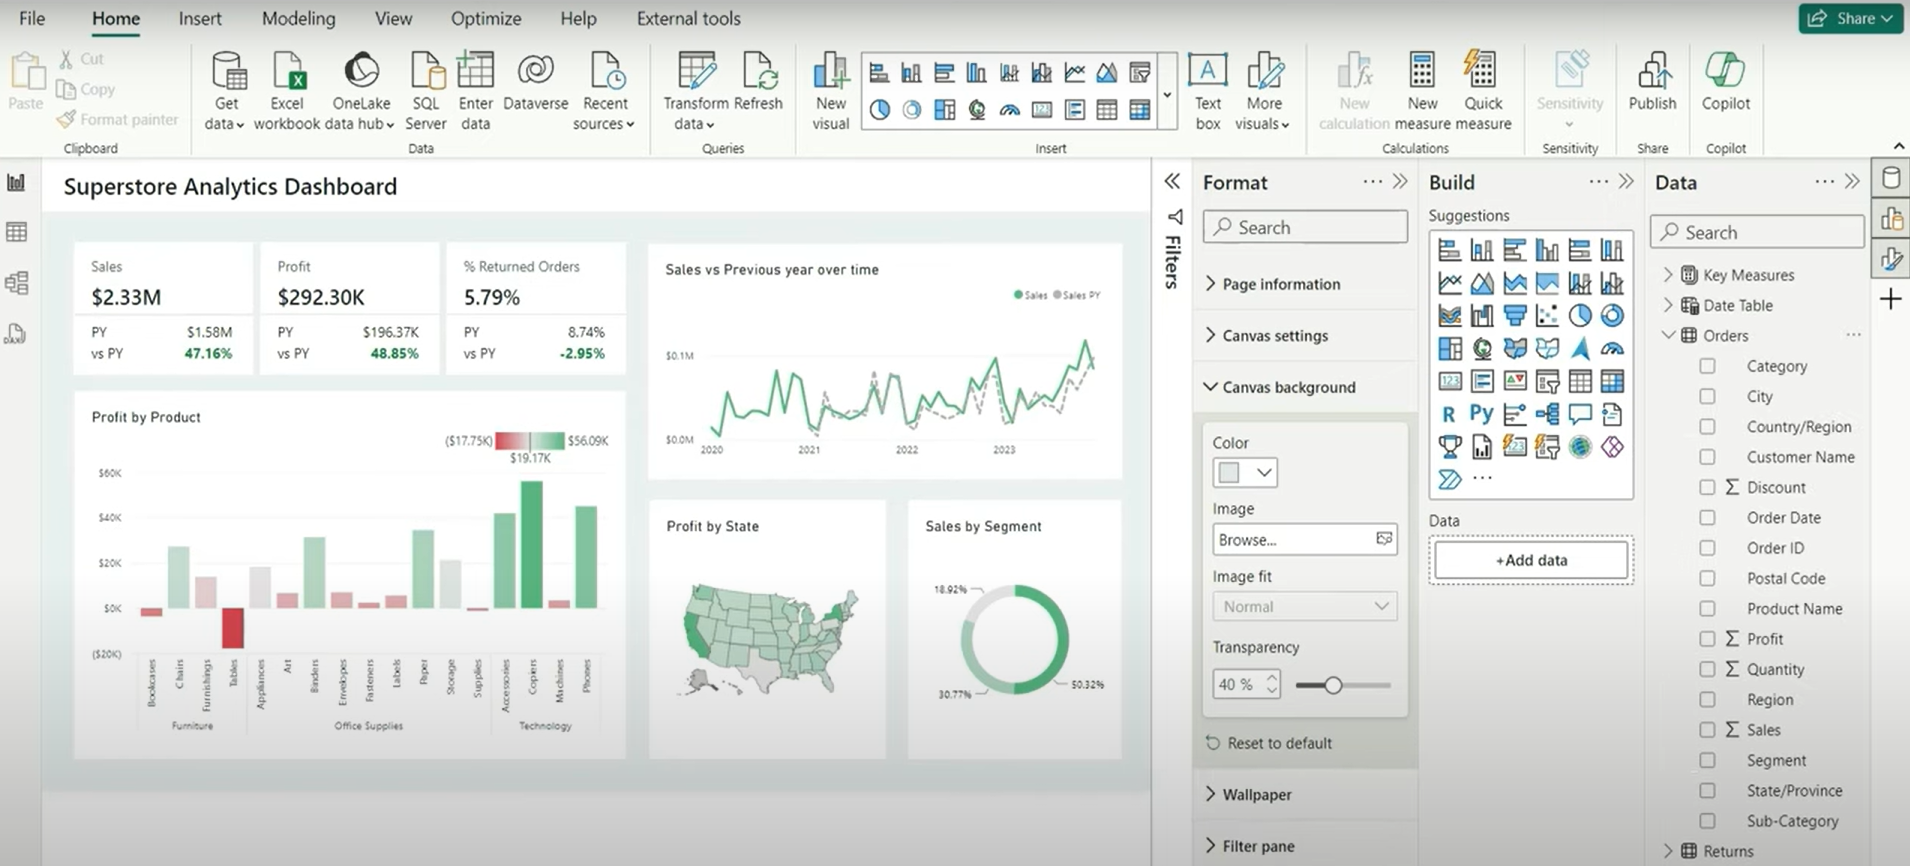 File Home Insert Modeling View Optimize Help External tools
Share
Paste
Cut
Copy
Format painter
Clipboard
Get data
Excel workbook
OneLake data hub
SQL Server
Enter data
Dataverse
Recent sources
Data
Transform data
Refresh
Queries
New visual
Text box
More visuals
Insert
New calculation
New measure
Quick measure
Calculations
Sensitivity
Sensitivity
Publish
Share
Copilot
Copilot
Superstore Analytics Dashboard
Sales
$2.33M
PY $1.58M
vs PY 47.16%
Profit
$292.30K
PY $196.37K
vs PY 48.85%
% Returned Orders
5.79%
PY 8.74%
vs PY -2.95%
Sales vs Previous year over time
Sales Sales PY
$0.1M
$0.0M
2020 2021 2022 2023
Profit by Product
($17.75K) $56.09K
$19.17K
$60K
$40K
$20K
$0K
($20K)
Bookcases
Chairs
Furnishings
Tables
Appliances
Art
Binders
Envelopes
Fasteners
Labels
Paper
Storage
Supplies
Accessories
Copiers
Machines
Phones
Furniture Office Supplies Technology
Profit by State
Sales by Segment
18.92%
30.77%
50.32%
Filters
Format
Search
Page information
Canvas settings
Canvas background
Color
Image
Browse...
Image fit
Normal
Transparency
40 %
Reset to default
Wallpaper
Filter pane
Build
Suggestions
123
R Py
123
...
Data
+Add data
Data
Search
Key Measures
Date Table
Orders
Category
City
Country/Region
Customer Name
Σ Discount
Order Date
Order ID
Postal Code
Product Name
Σ Profit
Σ Quantity
Region
Σ Sales
Segment
State/Province
Sub-Category
Returns